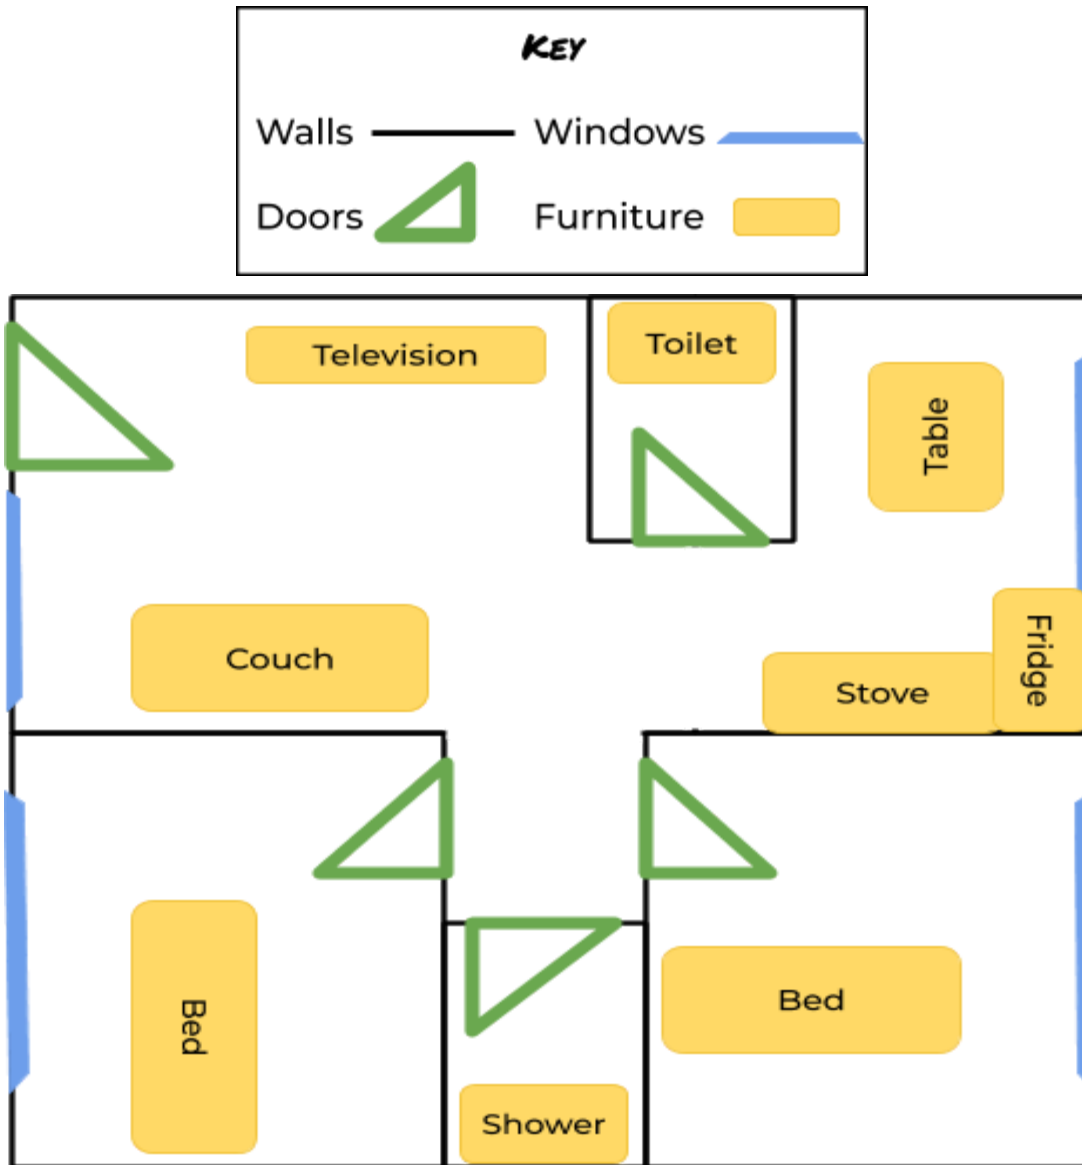 KEY
Walls
Windows
Doors
Furniture
Television
Toilet
Table
Couch
Stove
Fridge
Bed
Bed
Shower